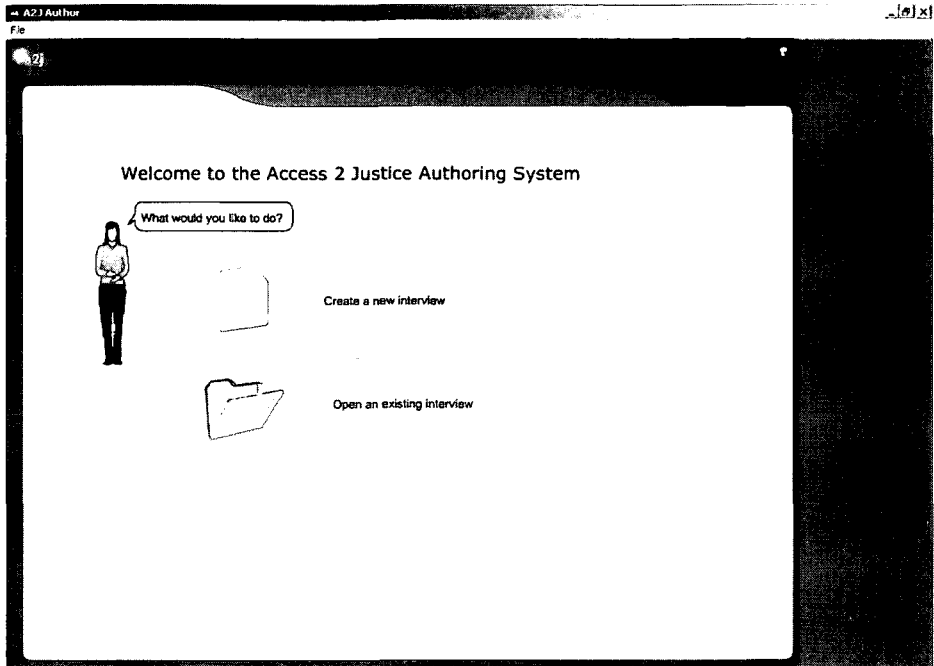 A2J Author
File
2j
?
Welcome to the Access 2 Justice Authoring System
What would you like to do?
Create a new interview
Open an existing interview